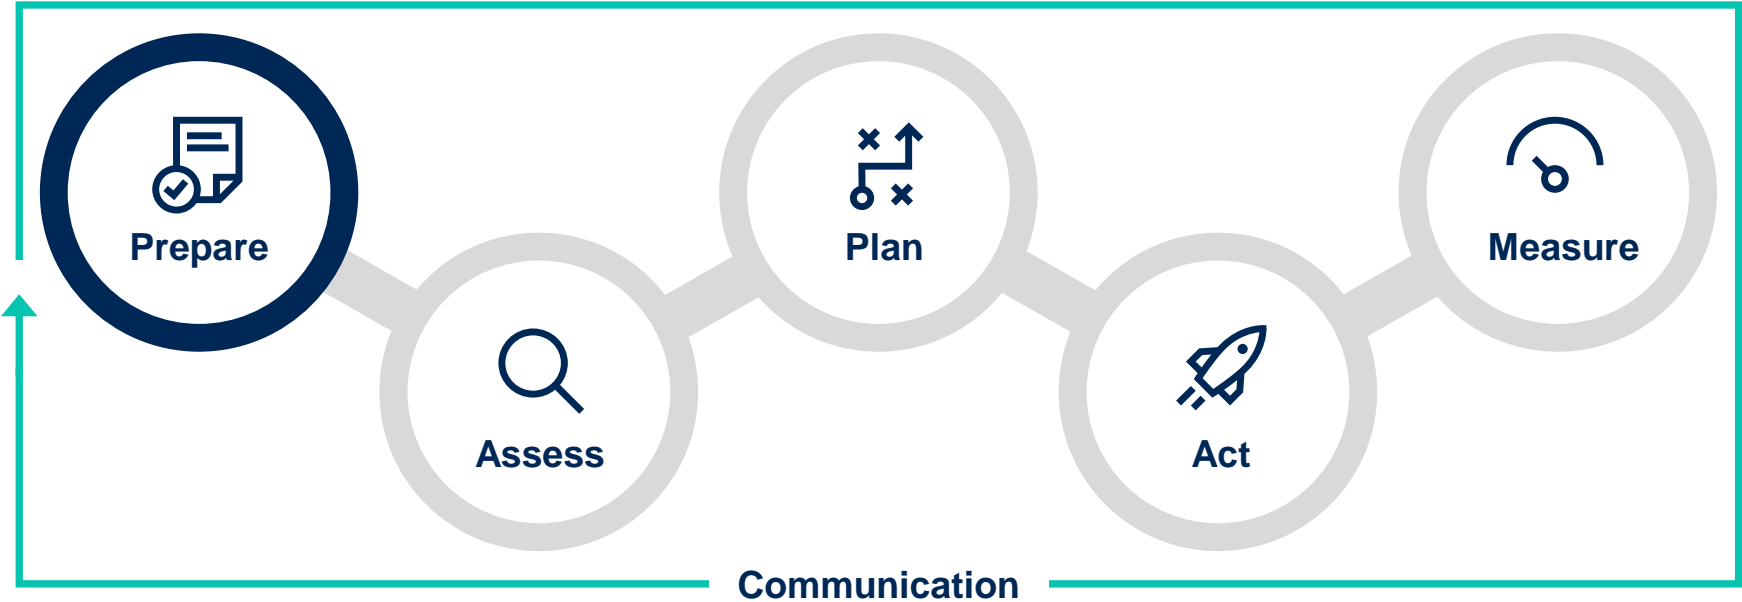 Prepare
Assess
Plan
Act
Measure
Communication